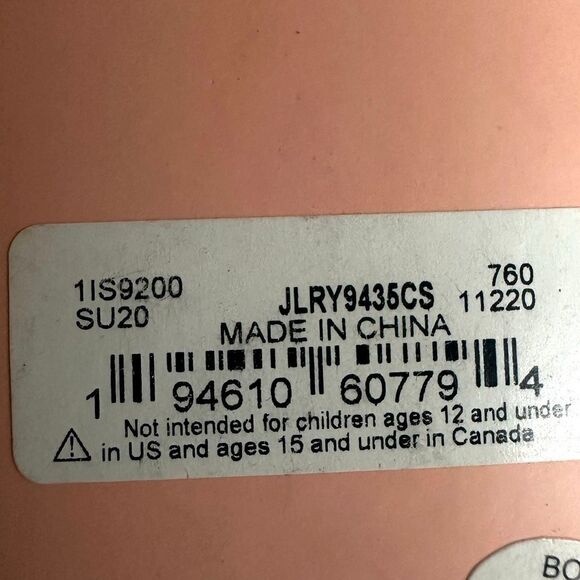 1IS9200 JLRY9435CS 760
SU20 11220
MADE IN CHINA
1 94610 60779 4
Not intended for children ages 12 and under
in US and ages 15 and under in Canada
BO